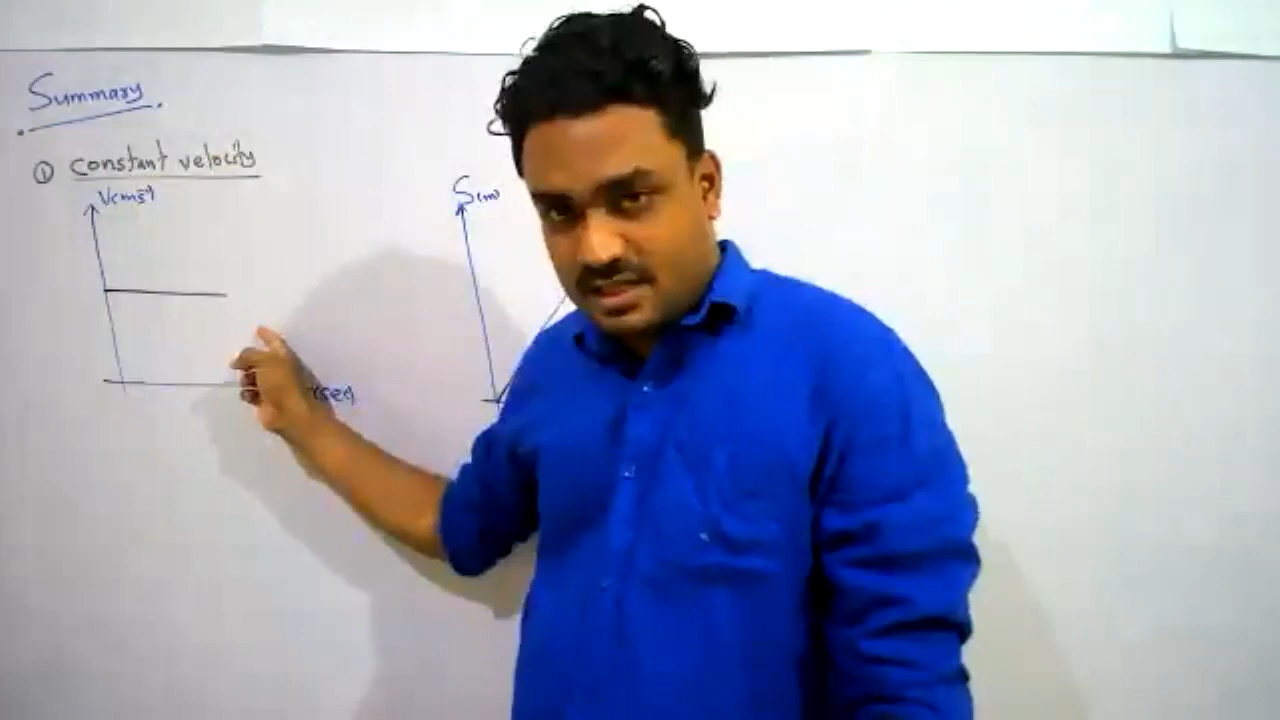 Summary
① constant velocity
V(ms⁻¹)
S(m)
(sec)